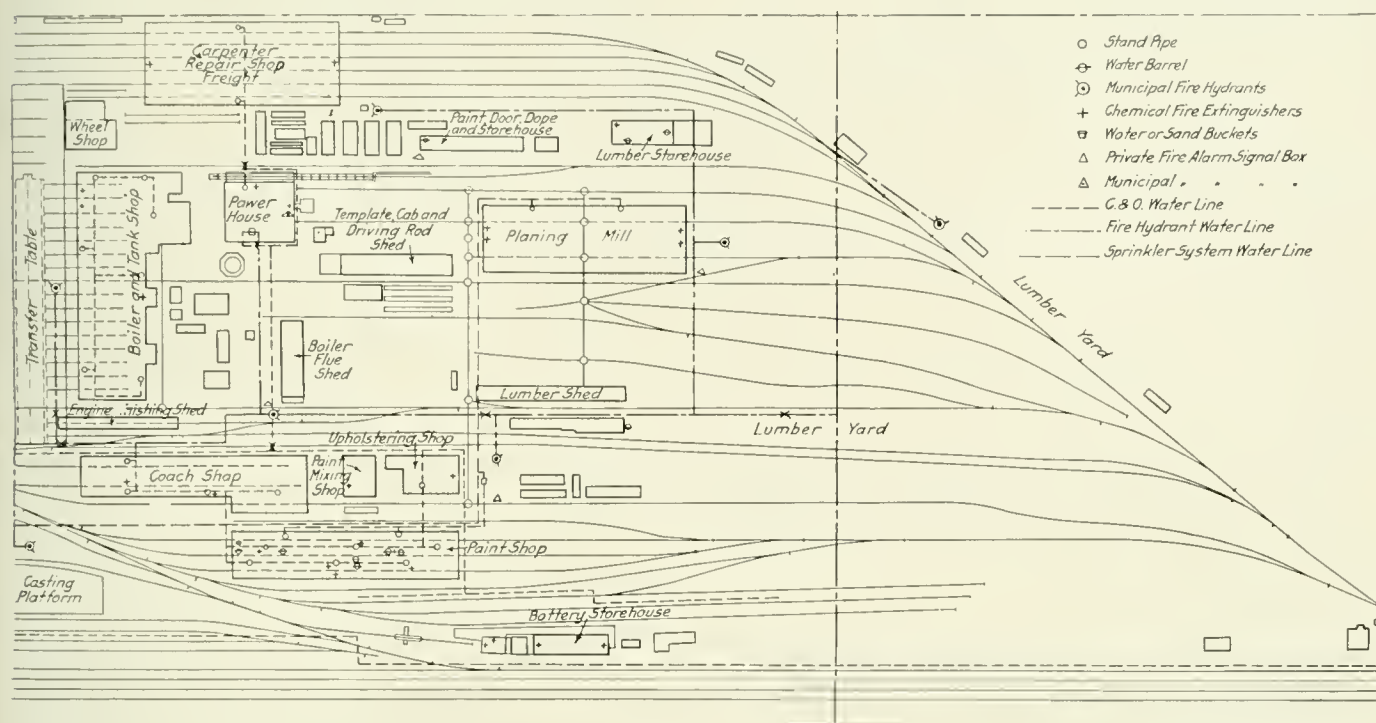 Carpenter
Repair Shop
Freight
Wheel
Shop
Paint, Door, Dope
and Storehouse
Lumber Storehouse
Stand Pipe
Water Barrel
Municipal Fire Hydrants
Chemical Fire Extinguishers
Water or Sand Buckets
Private Fire Alarm Signal Box
Municipal " " " "
C. & O. Water Line
Fire Hydrant Water Line
Sprinkler System Water Line
Transfer Table
Boiler and Tank Shop
Power
House
Template, Cab and
Driving Rod
Shed
Planing Mill
Lumber Yard
Boiler
Flue
Shed
Lumber Shed
Engine Shed
Lumber Yard
Upholstering Shop
Coach Shop
Paint
Mixing
Shop
Paint Shop
Casting
Platform
Battery Storehouse